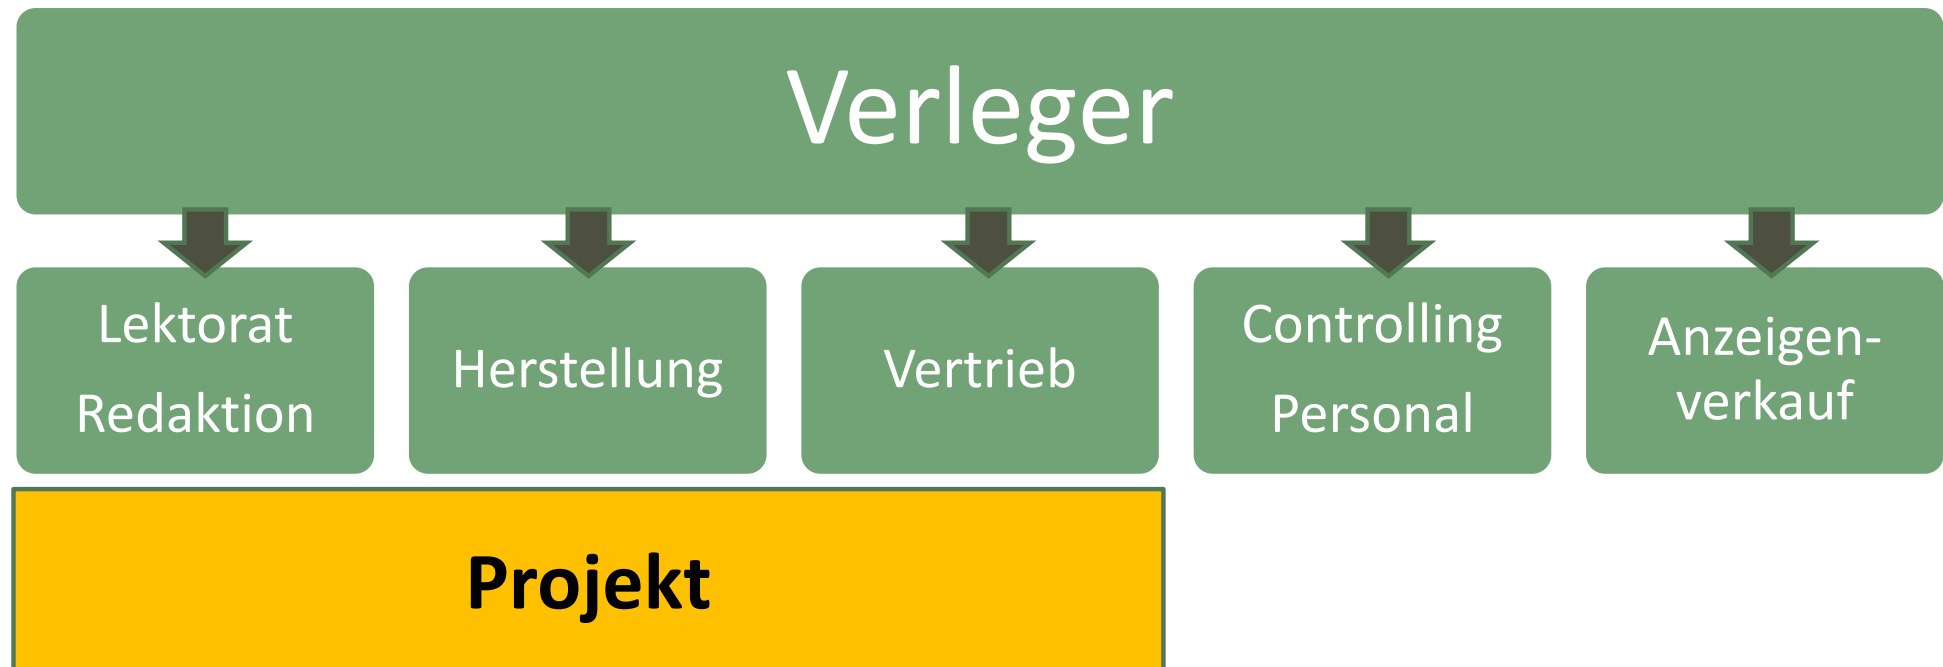 Verleger
Lektorat
Redaktion
Herstellung
Vertrieb
Controlling
Personal
Anzeigen-
verkauf
Projekt